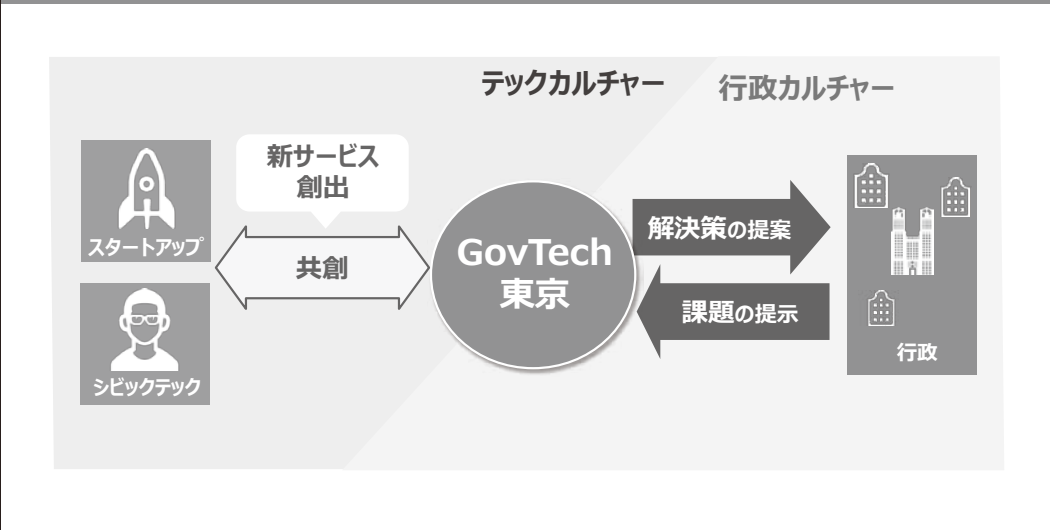 テックカルチャー
行政カルチャー
新サービス
創出
スタートアップ
共創
シビックテック
GovTech
東京
解決策の提案
課題の提示
行政